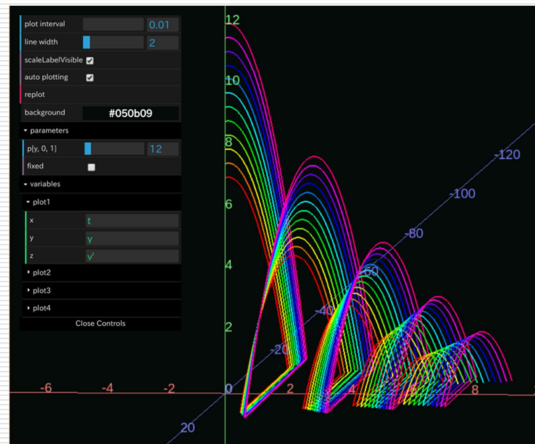 plot interval 0.01
line width 2
scaleLabelVisible
auto plotting
replot
background #050b09
▾ parameters
p[y, 0, 1] 12
fixed
▾ variables
▾ plot1
x t
y y
z y'
▸ plot2
▸ plot3
▸ plot4
Close Controls
12
10
8
6
4
2
0
-6 -4 -2 2 4 6 8
20
-20
-40
-60
-80
-100
-120